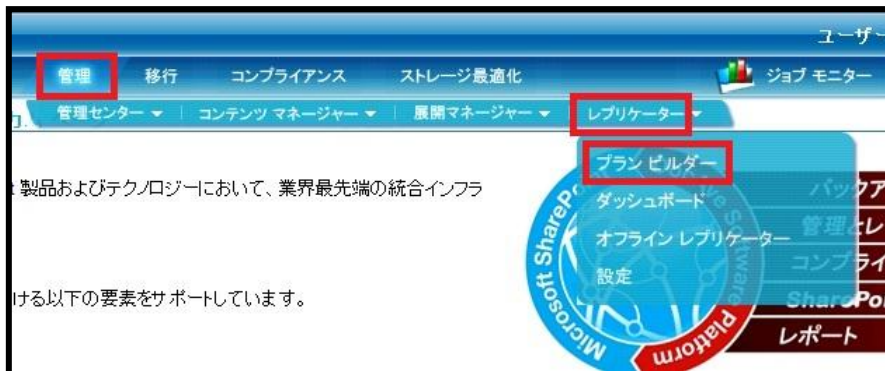 ユーザー
管理 移行 コンプライアンス ストレージ最適化 ジョブ モニター
管理センター コンテンツ マネージャー 展開マネージャー レプリケーター
プラン ビルダー
製品およびテクノロジーにおいて、業界最先端の統合インフラ
ダッシュボード
オフライン レプリケーター
設定
ける以下の要素をサポートしています。
バックア
管理とレ
コンプライ
SharePo
レポート
Microsoft SharePo
ive Software Platform